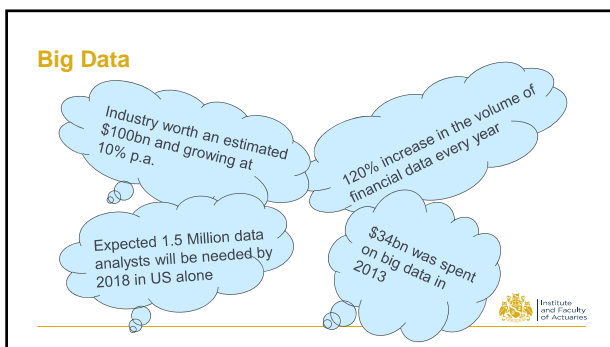 Big Data
Industry worth an estimated
$100bn and growing at
10% p.a.
120% increase in the volume of
financial data every year
Expected 1.5 Million data
analysts will be needed by
2018 in US alone
$34bn was spent
on big data in
2013
Institute
and Faculty
of Actuaries